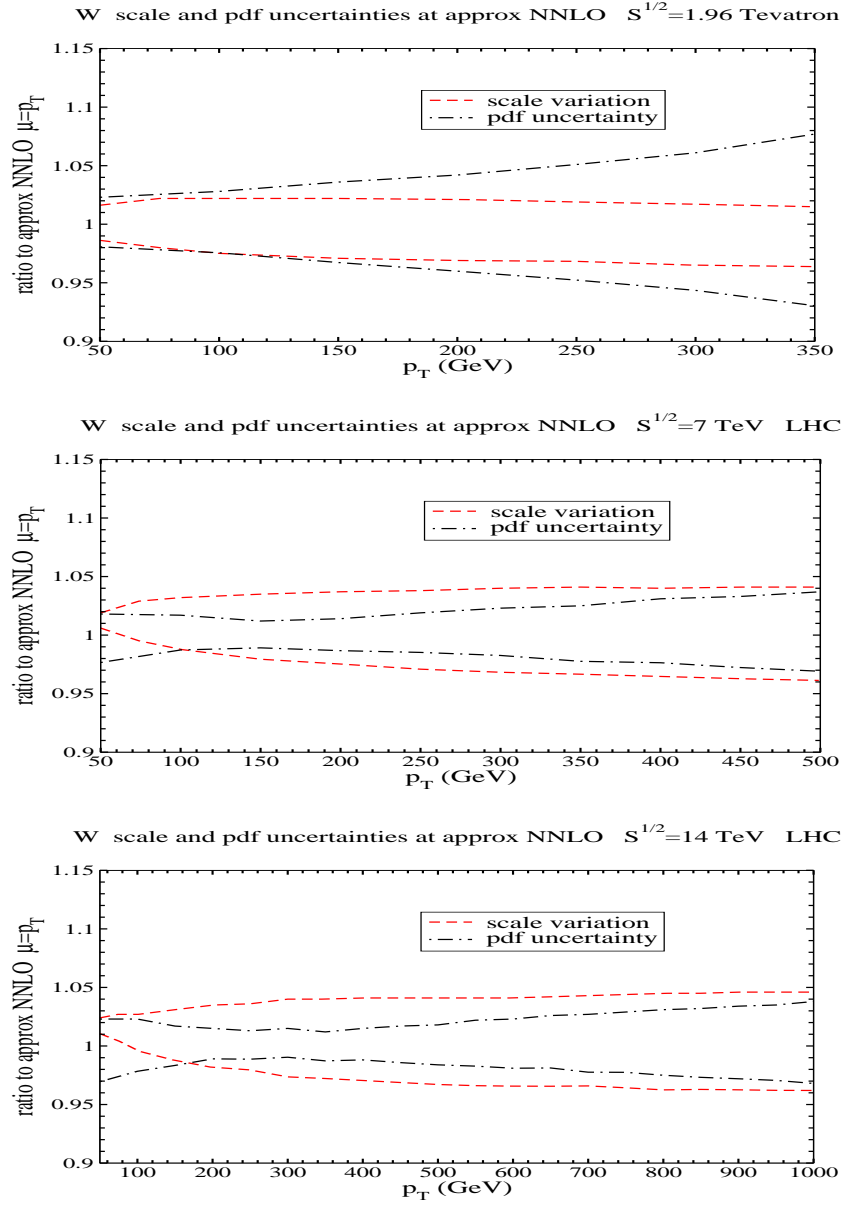 W scale and pdf uncertainties at approx NNLO S^1/2=1.96 Tevatron
1.15
1.1
1.05
1
0.95
0.9
ratio to approx NNLO μ=p_T
scale variation
pdf uncertainty
50 100 150 200 250 300 350
p_T (GeV)
W scale and pdf uncertainties at approx NNLO S^1/2=7 TeV LHC
1.15
1.1
1.05
1
0.95
0.9
ratio to approx NNLO μ=p_T
scale variation
pdf uncertainty
50 100 150 200 250 300 350 400 450 500
p_T (GeV)
W scale and pdf uncertainties at approx NNLO S^1/2=14 TeV LHC
1.15
1.1
1.05
1
0.95
0.9
ratio to approx NNLO μ=p_T
scale variation
pdf uncertainty
100 200 300 400 500 600 700 800 900 1000
p_T (GeV)